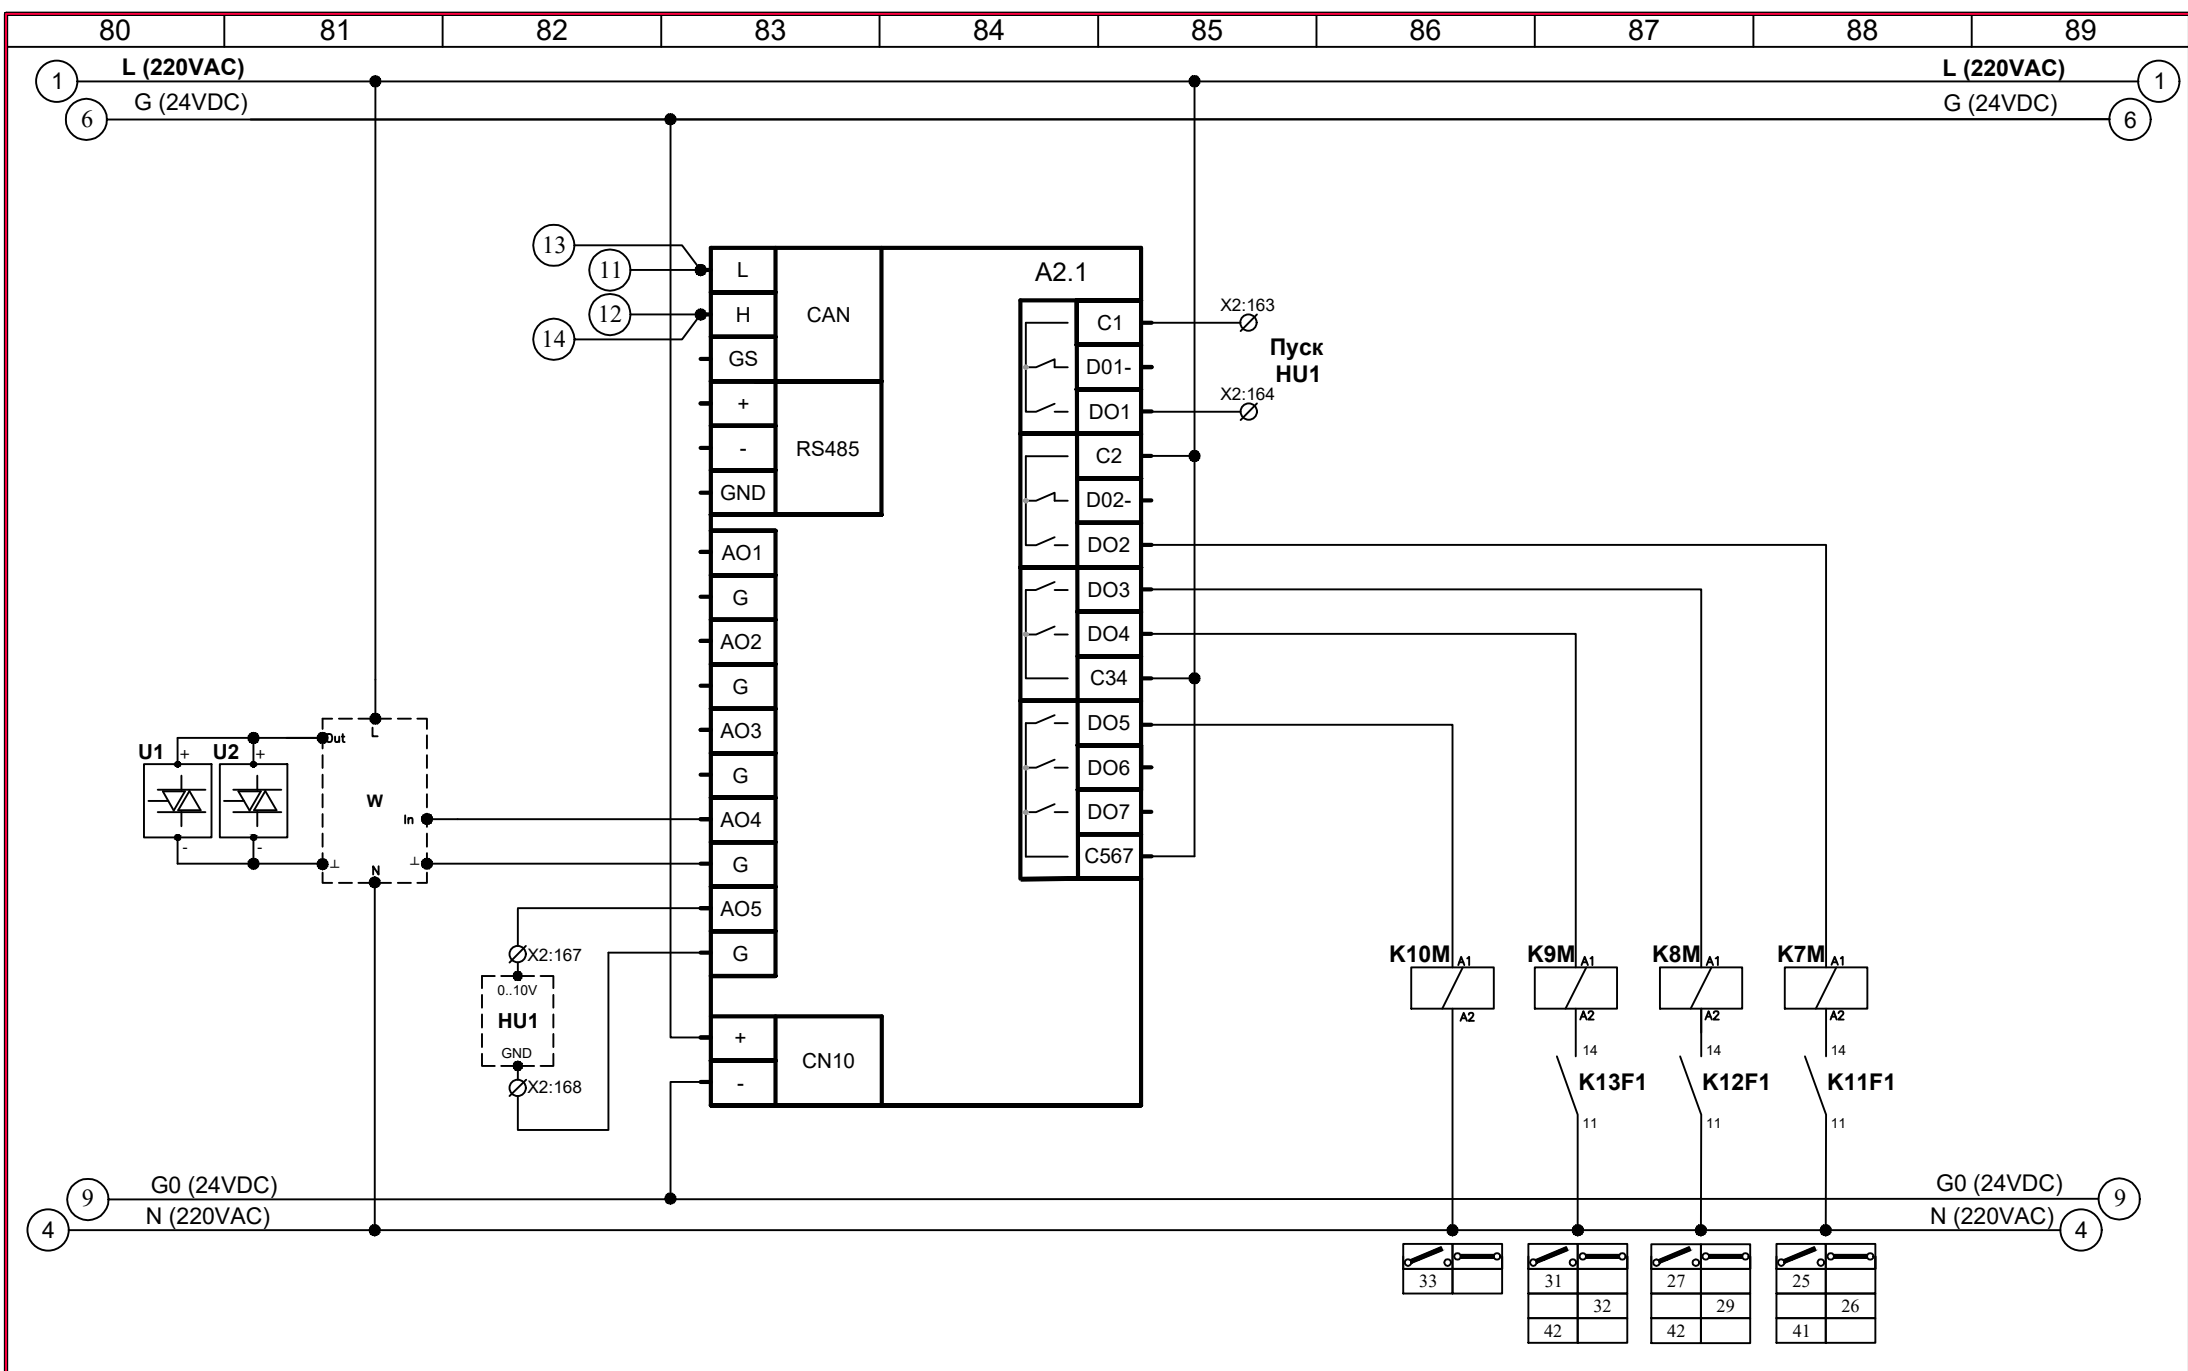 80 81 82 83 84 85 86 87 88 89
L (220VAC) L (220VAC)
1 1
G (24VDC) G (24VDC)
6 6
13
11
12
14
L
H
GS
CAN
+
-
GND
RS485
AO1
G
AO2
G
AO3
G
AO4
G
AO5
G
+
-
CN10
A2.1
C1
D01-
DO1
C2
D02-
DO2
DO3
DO4
C34
DO5
DO6
DO7
C567
X2:163
Пуск
HU1
X2:164
U1 + -
U2 + -
Out
L
W
In
⊥ ⊥
N
X2:167
0..10V
HU1
GND
X2:168
K10M A1 K9M A1 K8M A1 K7M A1
A2 A2 A2 A2
14 14 14
K13F1 K12F1 K11F1
11 11 11
G0 (24VDC) G0 (24VDC)
9 9
N (220VAC) N (220VAC)
4 4
33 31 27 25
32 29 26
42 42 41